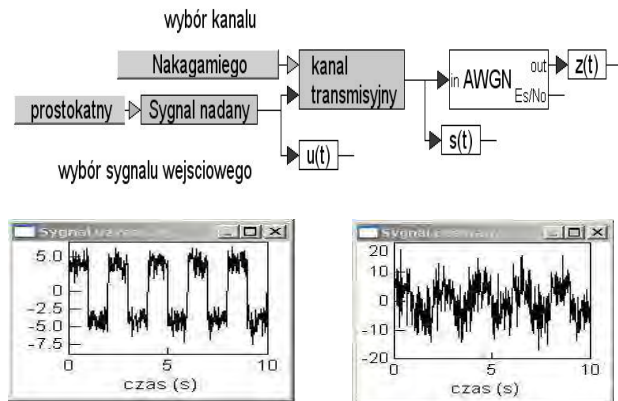 wybór kanalu
Nakagamiego
kanal
transmisyjny
in AWGN out
Es/No
z(t)
prostokatny
Sygnal nadany
u(t)
s(t)
wybór sygnalu wejsciowego
Sygnal
5.0
0
-2.5
-5.0
-7.5
0 5 10
czas (s)
Sygnal
20
10
0
-10
-20
0 5 10
czas (s)